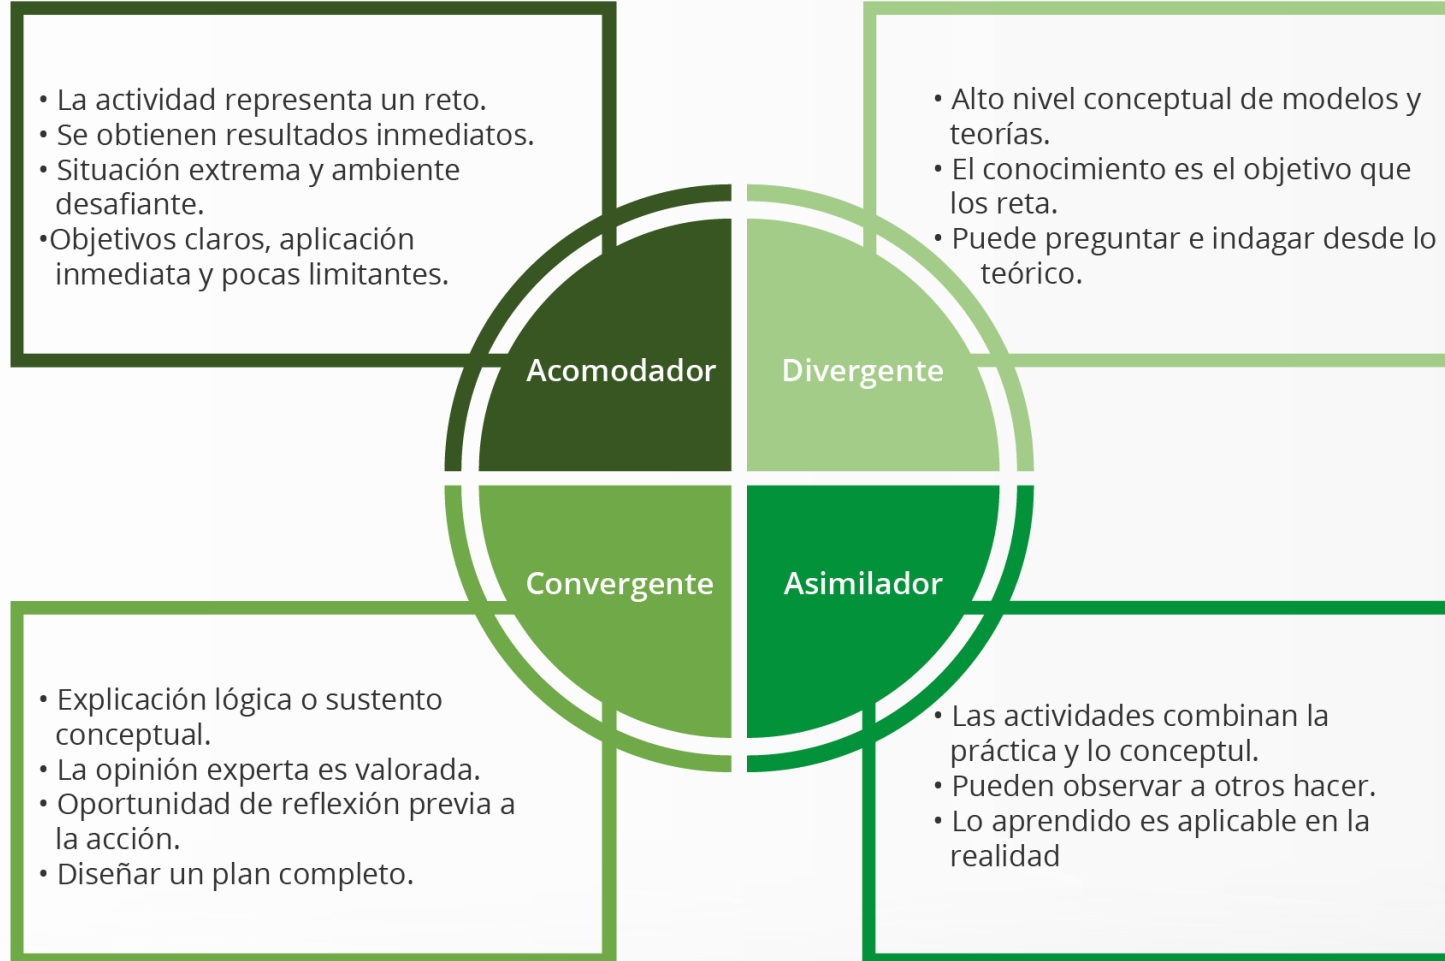 • La actividad representa un reto.
• Se obtienen resultados inmediatos.
• Situación extrema y ambiente
desafiante.
•Objetivos claros, aplicación
inmediata y pocas limitantes.
• Alto nivel conceptual de modelos y
teorías.
• El conocimiento es el objetivo que
los reta.
• Puede preguntar e indagar desde lo
teórico.
Acomodador
Divergente
Convergente
Asimilador
• Explicación lógica o sustento
conceptual.
• La opinión experta es valorada.
• Oportunidad de reflexión previa a
la acción.
• Diseñar un plan completo.
• Las actividades combinan la
práctica y lo conceptul.
• Pueden observar a otros hacer.
• Lo aprendido es aplicable en la
realidad